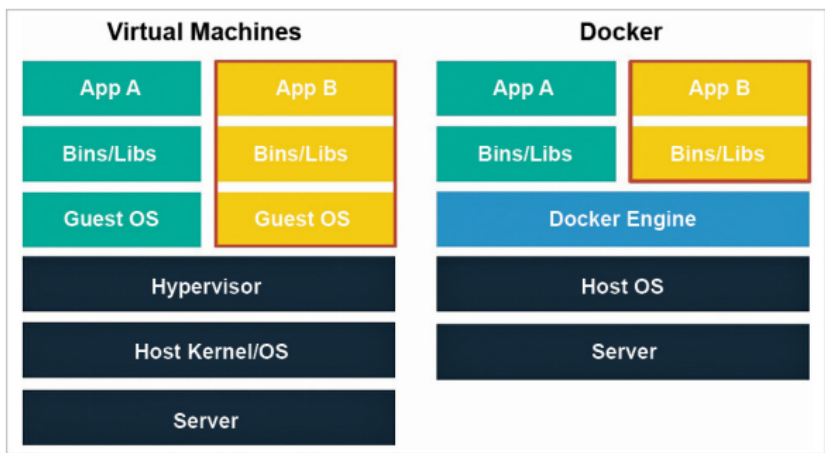 Virtual Machines
App A
App B
Bins/Libs
Bins/Libs
Guest OS
Guest OS
Hypervisor
Host Kernel/OS
Server
Docker
App A
App B
Bins/Libs
Bins/Libs
Docker Engine
Host OS
Server